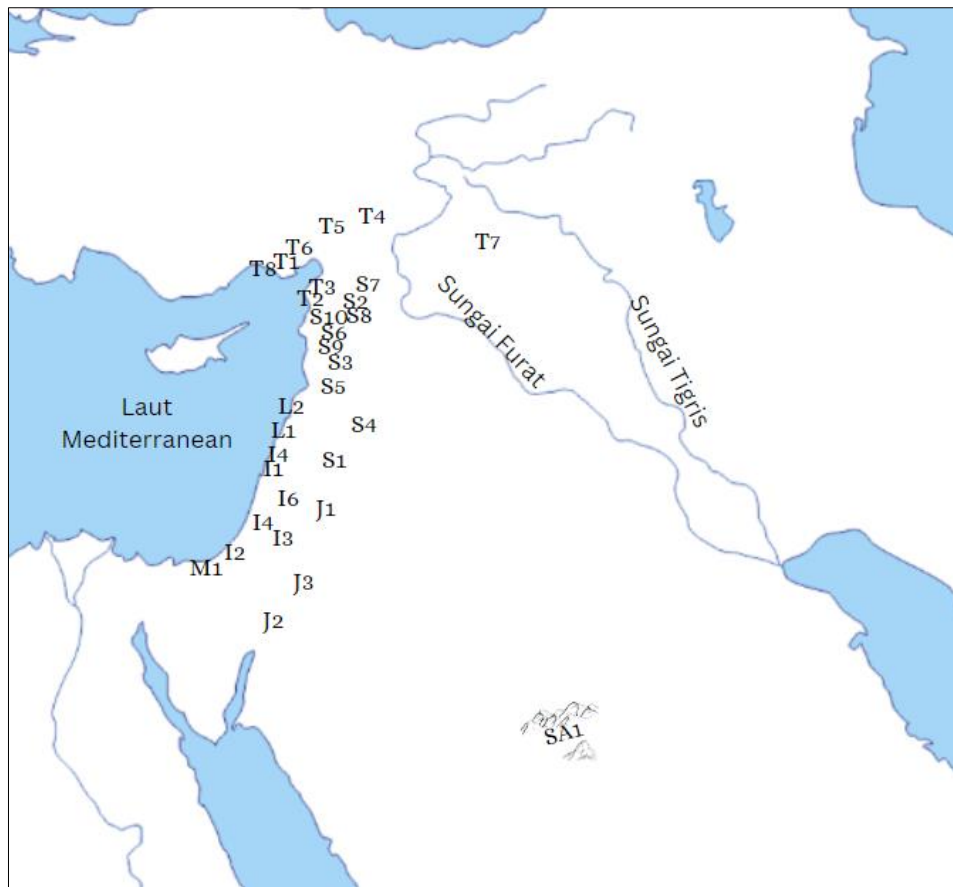 T4
T5
T7
T6
T1
T8
T3
S7
T2
S2
S10
S8
S6
S9
S3
S5
Sungai Furat
Sungai Tigris
Laut
Mediterranean
L2
S4
L1
I4
S1
I1
I6
J1
I4
I3
I2
M1
J3
J2
SA1